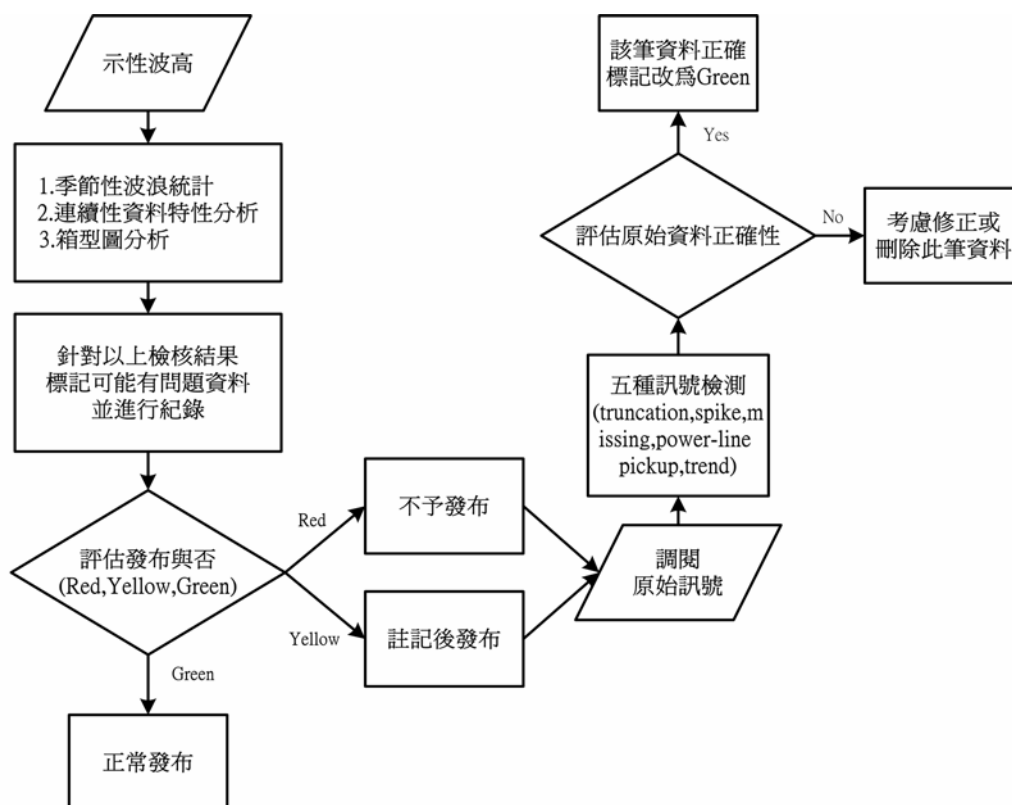 示性波高
1.季節性波浪統計
2.連續性資料特性分析
3.箱型圖分析
針對以上檢核結果
標記可能有問題資料
並進行紀錄
評估發布與否
(Red,Yellow,Green)
Red
Yellow
Green
正常發布
不予發布
註記後發布
調閱
原始訊號
五種訊號檢測
(truncation,spike,m
issing,power-line
pickup,trend)
評估原始資料正確性
Yes
No
該筆資料正確
標記改為Green
考慮修正或
刪除此筆資料